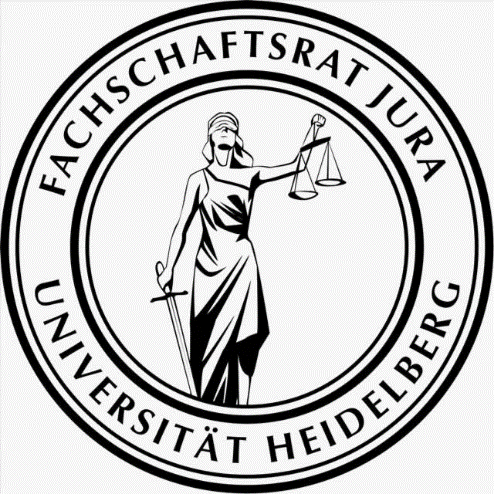 FACHSCHAFTSRAT JURA
UNIVERSITÄT HEIDELBERG